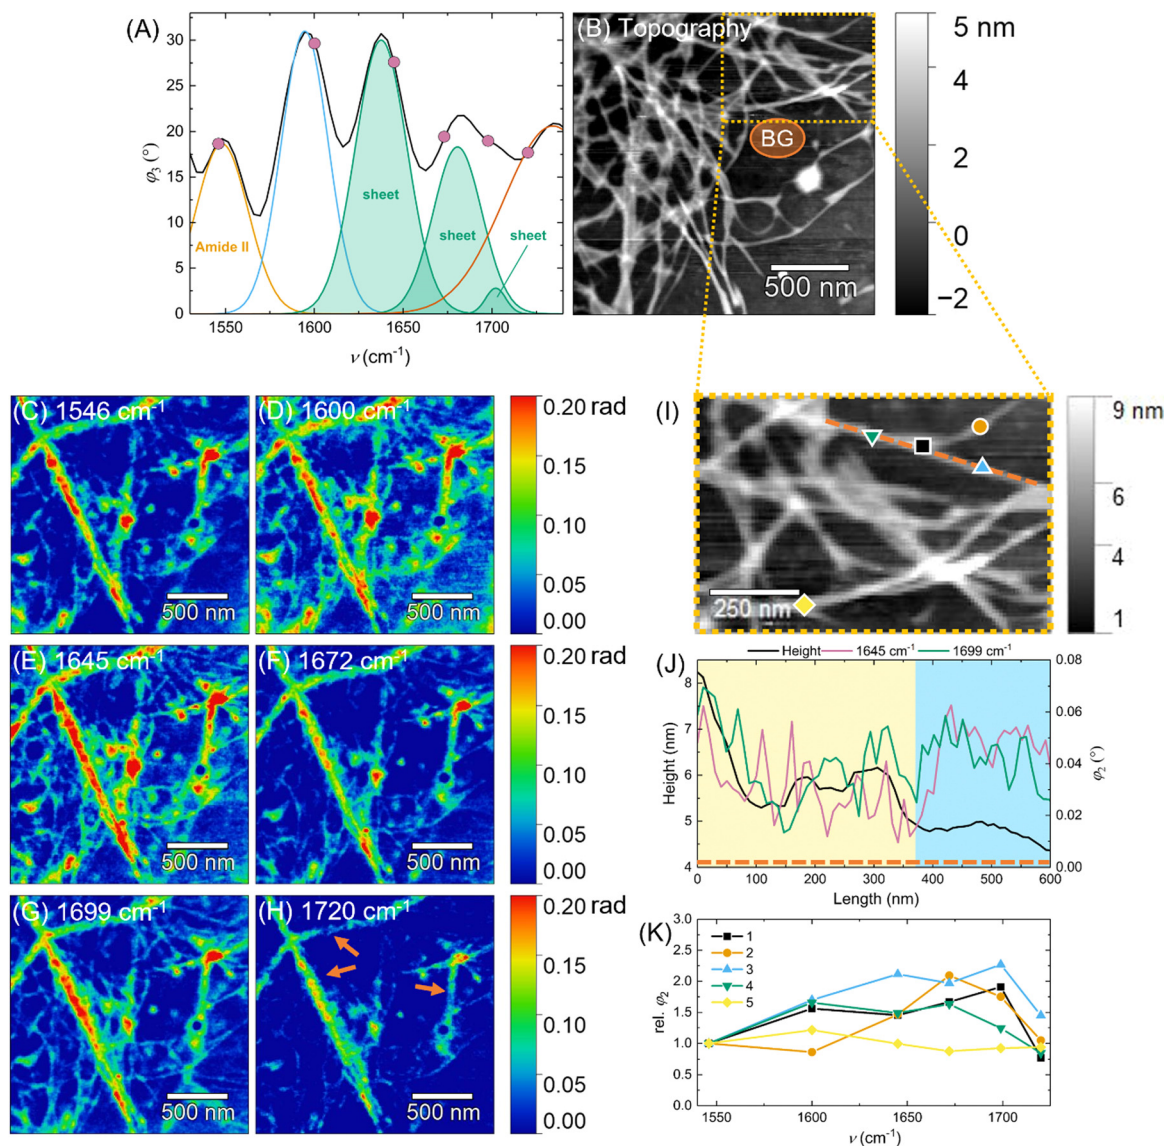 (A)
30
25
20
15
10
5
0
φ3 (°)
Amide II
sheet
sheet
sheet
1550 1600 1650 1700
ν (cm-1)
(B) Topography
BG
500 nm
5 nm
4
2
0
−2
(C) 1546 cm-1
500 nm
(D) 1600 cm-1
500 nm
0.20 rad
0.15
0.10
0.05
0.00
(E) 1645 cm-1
500 nm
(F) 1672 cm-1
500 nm
0.20 rad
0.15
0.10
0.05
0.00
(G) 1699 cm-1
500 nm
(H) 1720 cm-1
500 nm
0.20 rad
0.15
0.10
0.05
0.00
(I)
250 nm
9 nm
6
4
1
(J)
Height 1645 cm-1 1699 cm-1
8
7
6
5
4
Height (nm)
0.08
0.06
0.04
0.02
0.00
φ2 (°)
0 100 200 300 400 500 600
Length (nm)
(K)
2.0
2.5
2.0
1.5
1.0
0.5
0.0
rel. φ2
1
2
3
4
5
1550 1600 1650 1700
ν (cm-1)